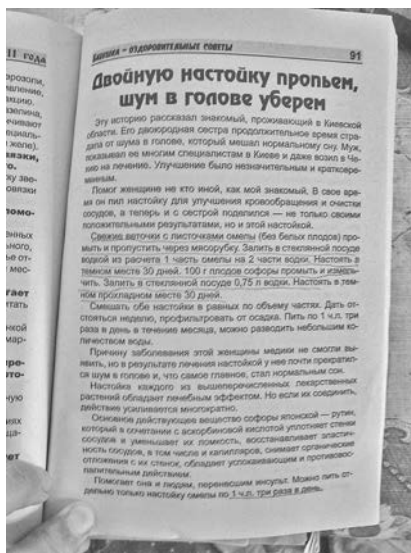 II года
БАБУШКА – ОЗДОРОВИТЕЛЬНЫЕ СОВЕТЫ 91
Двойную настойку пропьем,
шум в голове уберем
Эту историю рассказал знакомый, проживающий в Киевской
области. Его двоюродная сестра продолжительное время стра-
дала от шума в голове, который мешал нормальному сну. Муж
показывал ее многим специалистам в Киеве и даже возил в Че-
хию на лечение. Улучшение было незначительным и кратковре-
менным.
Помог женщине не кто иной, как мой знакомый. В свое вре-
мя он пил настойку для улучшения кровообращения и очистки
сосудов, а теперь и с сестрой поделился — не только своими
положительными результатами, но и этой настойкой.
Свежие веточки с листочками омелы (без белых плодов) про-
мыть и пропустить через мясорубку. Залить в стеклянной посуде
водкой из расчета 1 часть омелы на 2 части водки. Настоять в
темном месте 30 дней. 100 г плодов софоры промыть и измель-
чить. Залить в стеклянной посуде 0,75 л водки. Настоять в тем-
ном прохладном месте 30 дней.
Смешать обе настойки в равных по объему частях. Дать от-
стояться неделю, профильтровать от осадка. Пить по 1 ч.л. три
раза в день в течение месяца, можно разводить небольшим ко-
личеством воды.
Причину заболевания этой женщины медики не смогли вы-
явить, но в результате лечения настойкой у нее почти прекратил-
ся шум в голове и, что самое главное, стал нормальным сон.
Настойка каждого из вышеперечисленных лекарственных
растений обладает лечебным эффектом. Но если их соединить,
действие усиливается многократно.
Основное действующее вещество софоры японской — рутин,
который в сочетании с аскорбиновой кислотой уплотняет стенки
сосудов и уменьшает их ломкость, восстанавливает эластич-
ность сосудов, в том числе и капилляров, снимает органические
отложения с их стенок, обладает успокаивающим и противовос-
палительным действием.
Помогает она и людям, перенесшим инсульт. Можно пить от-
дельно только настойку омелы по 1 ч.л. три раза в день.